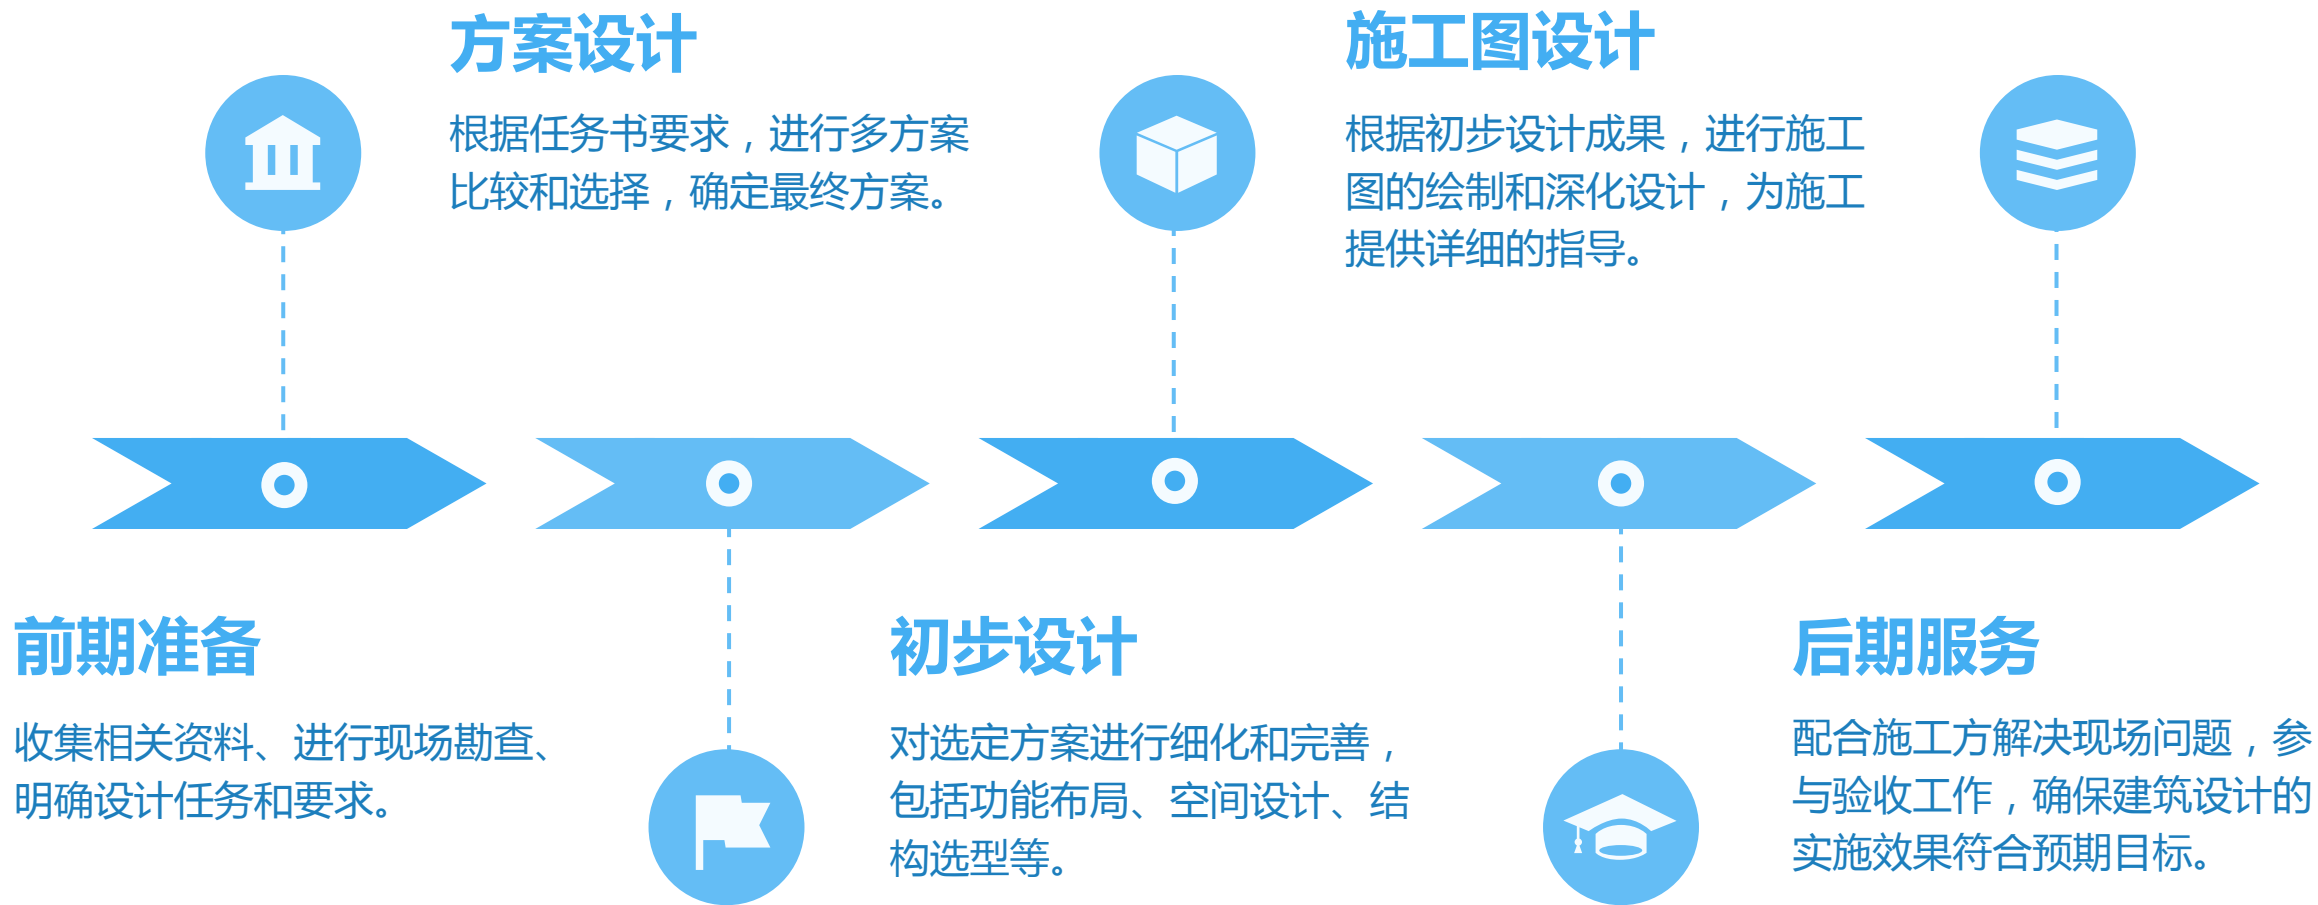 前期准备
收集相关资料、进行现场勘查、
明确设计任务和要求。
方案设计
根据任务书要求，进行多方案
比较和选择，确定最终方案。
初步设计
对选定方案进行细化和完善，
包括功能布局、空间设计、结
构选型等。
施工图设计
根据初步设计成果，进行施工
图的绘制和深化设计，为施工
提供详细的指导。
后期服务
配合施工方解决现场问题，参
与验收工作，确保建筑设计的
实施效果符合预期目标。